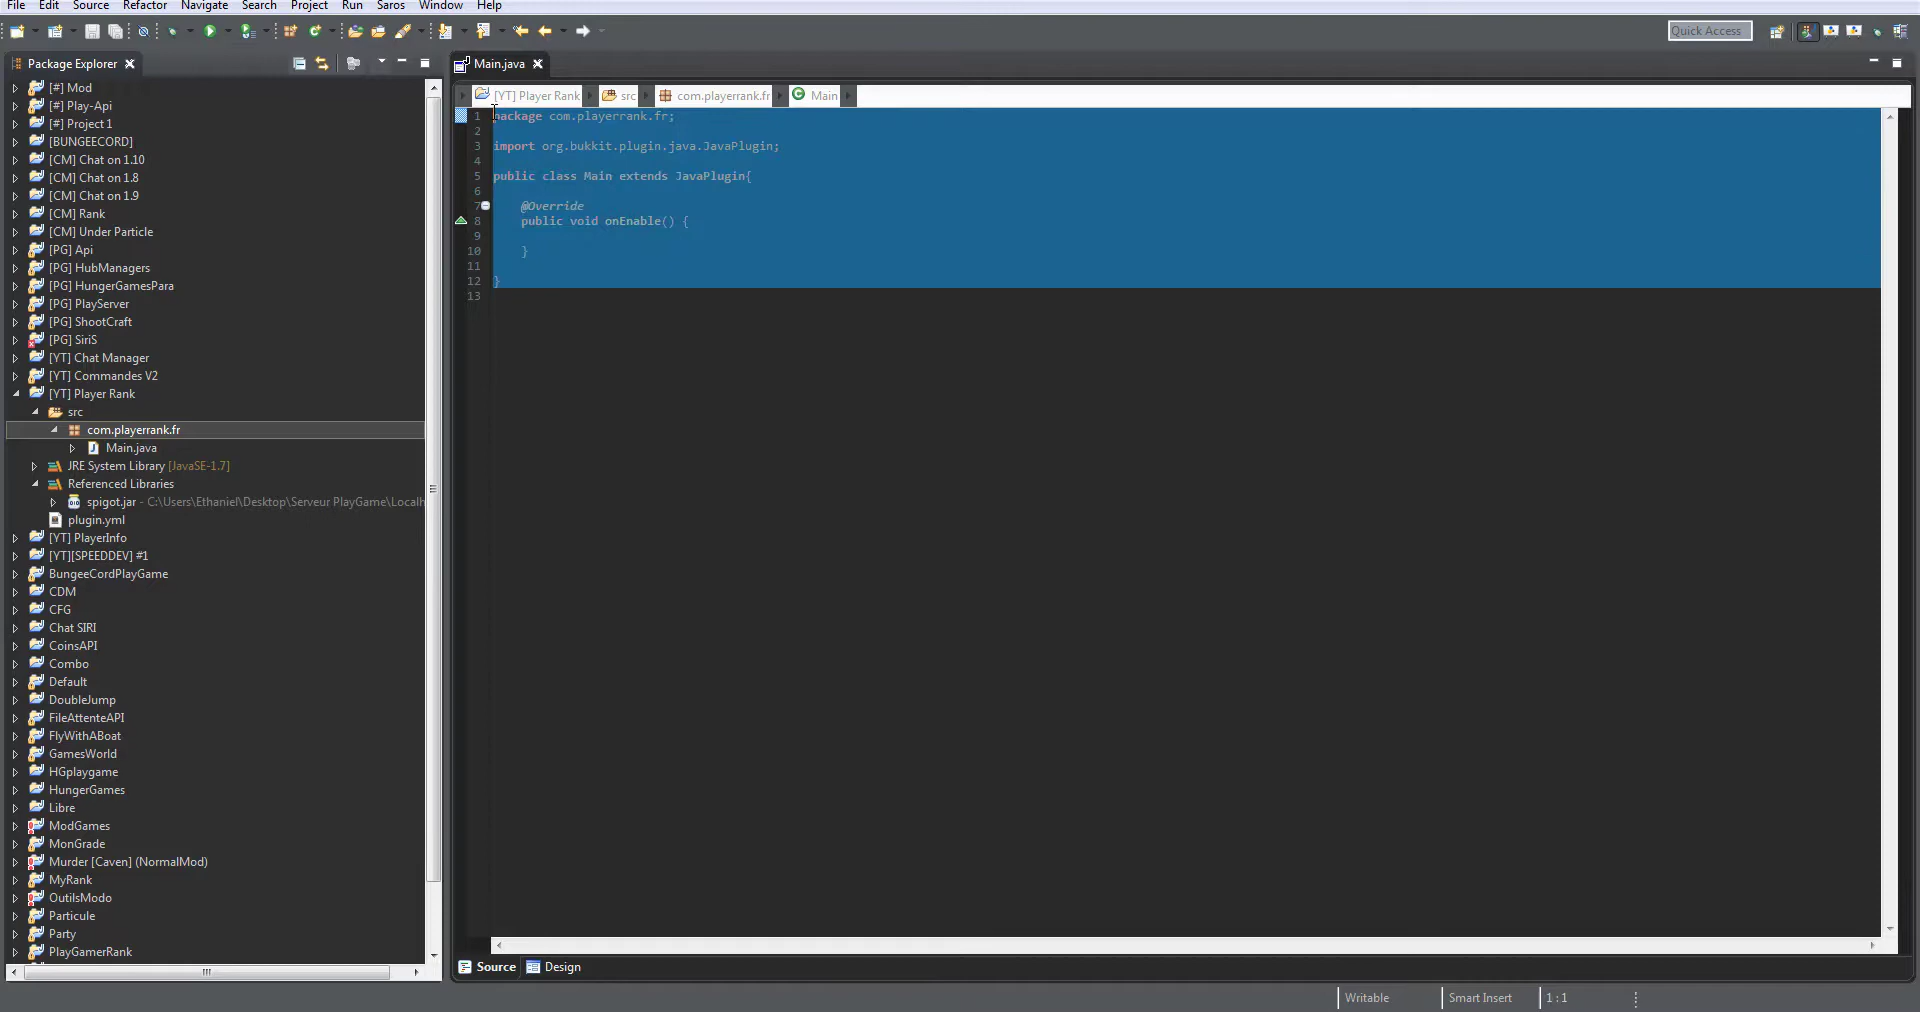 File Edit Source Refactor Navigate Search Project Run Saros Window Help
Quick Access
Package Explorer
Main.java
[YT] Player Rank src com.playerrank.fr Main
[#] Mod
[#] Play-Api
[#] Project 1
[BUNGEECORD]
[CM] Chat on 1.10
[CM] Chat on 1.8
[CM] Chat on 1.9
[CM] Rank
[CM] Under Particle
[PG] Api
[PG] HubManagers
[PG] HungerGamesPara
[PG] PlayServer
[PG] ShootCraft
[PG] SiriS
[YT] Chat Manager
[YT] Commandes V2
[YT] Player Rank
src
com.playerrank.fr
Main.java
JRE System Library [JavaSE-1.7]
Referenced Libraries
spigot.jar - C:\Users\Ethaniel\Desktop\Serveur PlayGame\Localh
plugin.yml
[YT] PlayerInfo
[YT][SPEEDDEV] #1
BungeeCordPlayGame
CDM
CFG
Chat SIRI
CoinsAPI
Combo
Default
DoubleJump
FileAttenteAPI
FlyWithABoat
GamesWorld
HGplaygame
HungerGames
Libre
ModGames
MonGrade
Murder [Caven] (NormalMod)
MyRank
OutilsModo
Particule
Party
PlayGamerRank
1 package com.playerrank.fr;
2
3 import org.bukkit.plugin.java.JavaPlugin;
4
5 public class Main extends JavaPlugin{
6
7 @Override
8 public void onEnable() {
9
10 }
11
12 }
13
Source Design
Writable Smart Insert 1 : 1